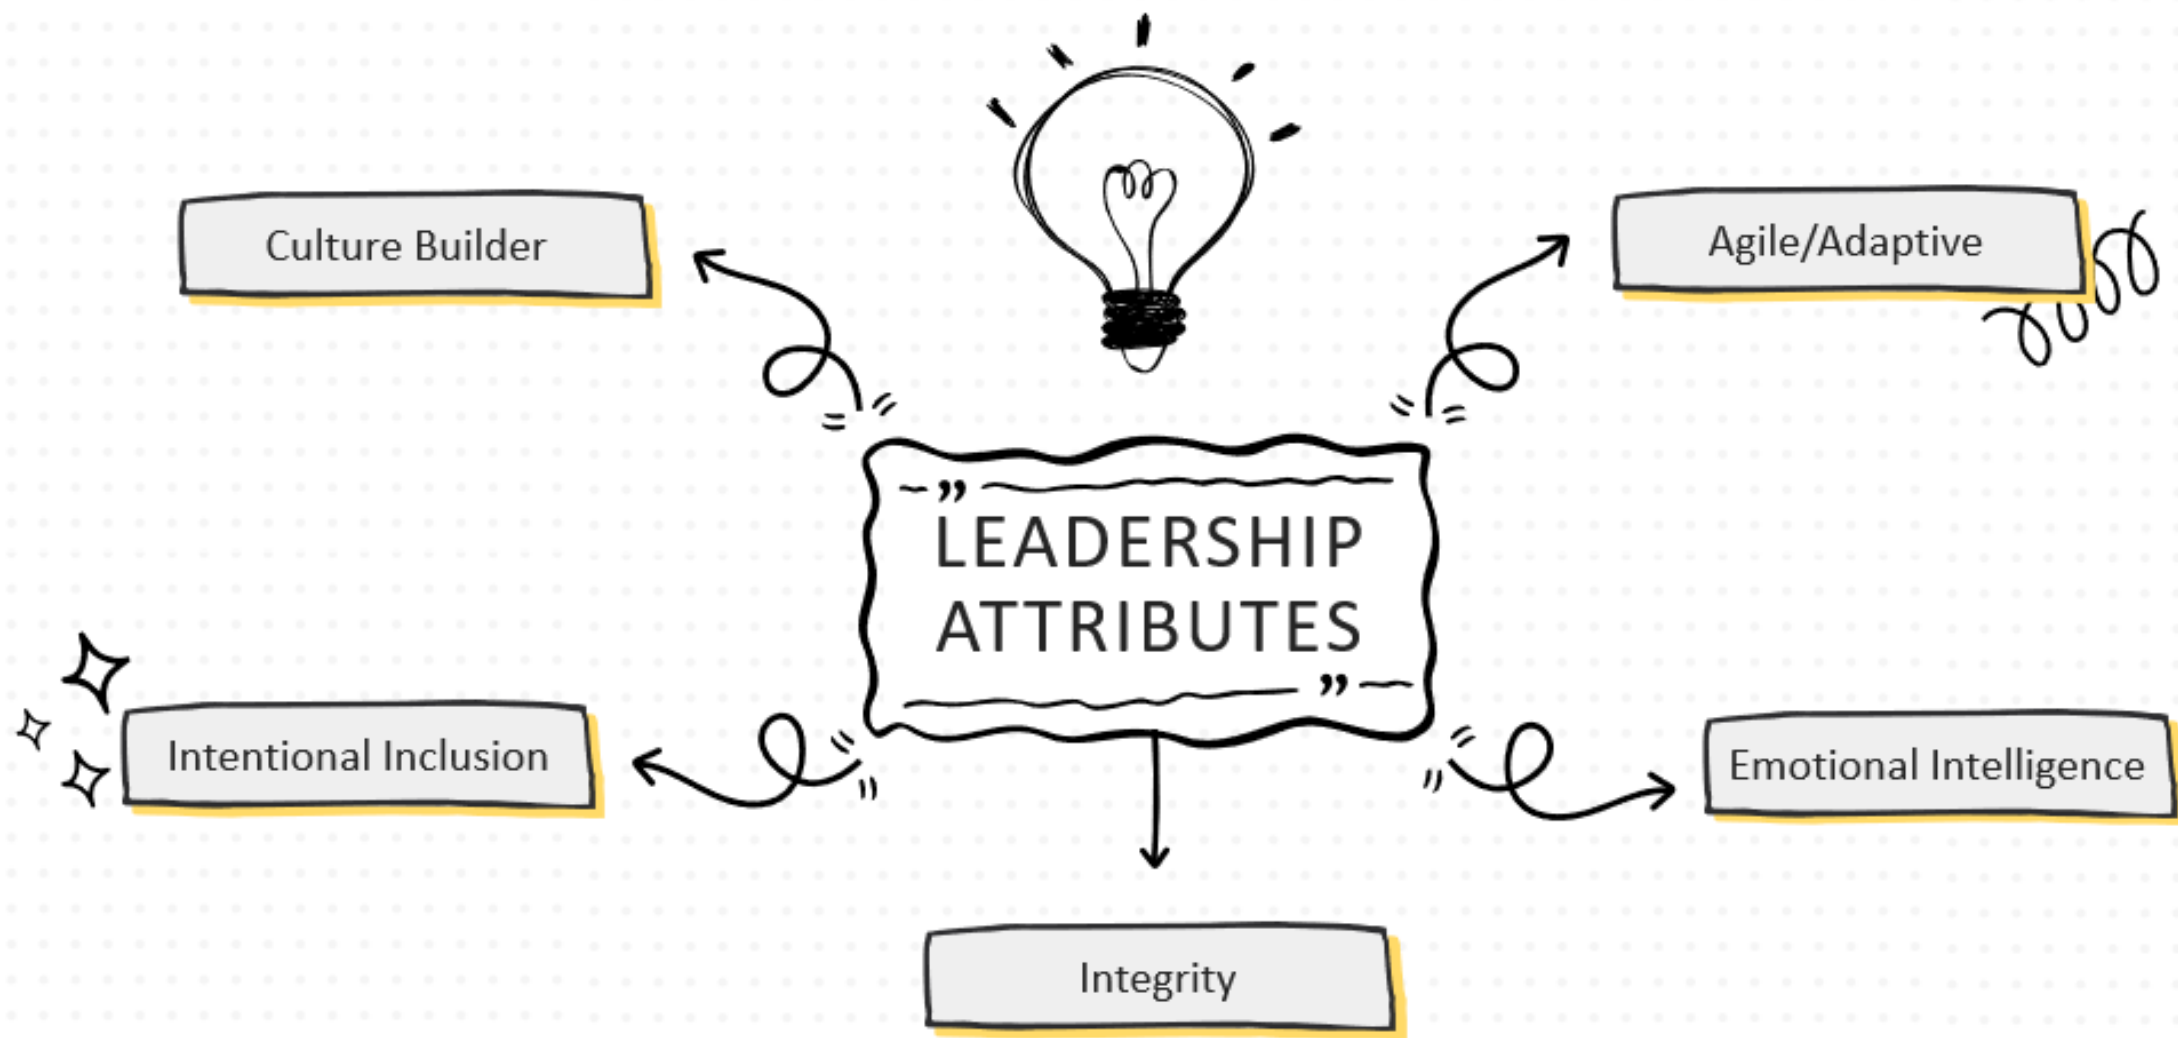 Culture Builder
Agile/Adaptive
”
LEADERSHIP
ATTRIBUTES
”
Intentional Inclusion
Emotional Intelligence
Integrity